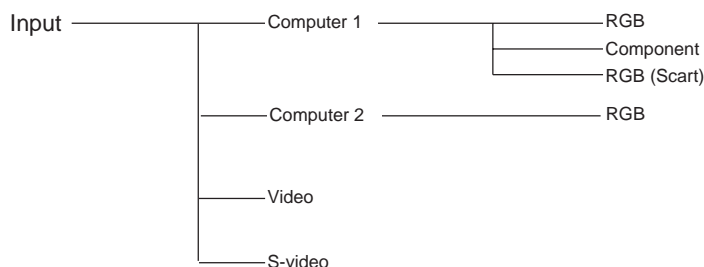 Input
Computer 1
RGB
Component
RGB (Scart)
Computer 2
RGB
Video
S-video